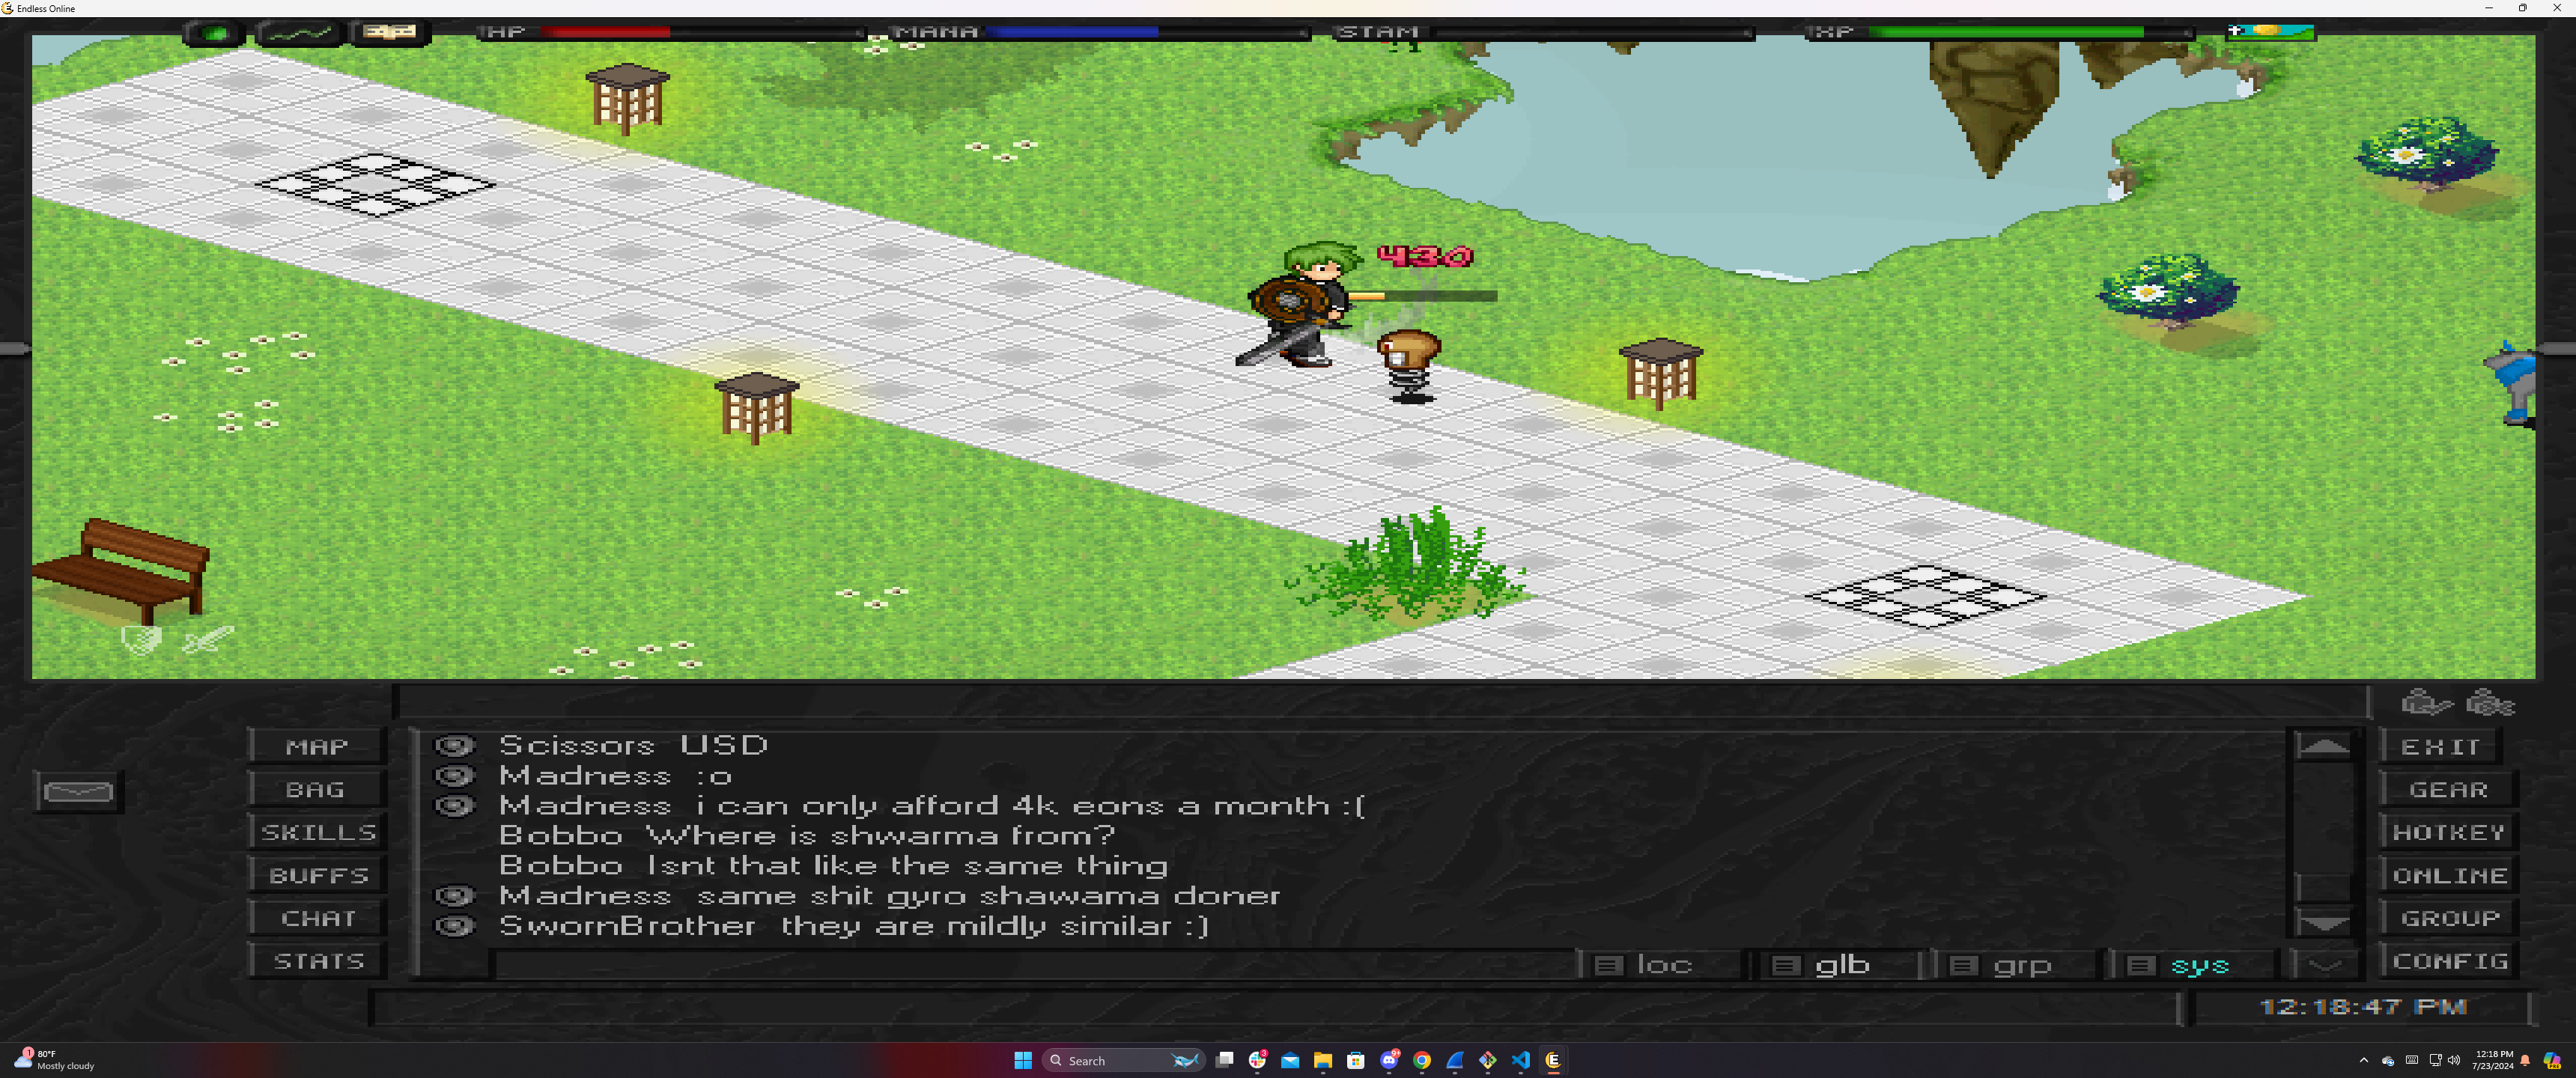 Endless Online
HP
MANA
STAM
XP
430
MAP
BAG
SKILLS
BUFFS
CHAT
STATS
Scissors USD
Madness :o
Madness i can only afford 4k eons a month :(
Bobbo Where is shwarma from?
Bobbo Isnt that like the same thing
Madness same shit gyro shawama doner
SwornBrother they are mildly similar :)
loc
glb
grp
sys
EXIT
GEAR
HOTKEY
ONLINE
GROUP
CONFIG
12:18:47 PM
1
80°F
Mostly cloudy
Search
3
9+
12:18 PM
7/23/2024